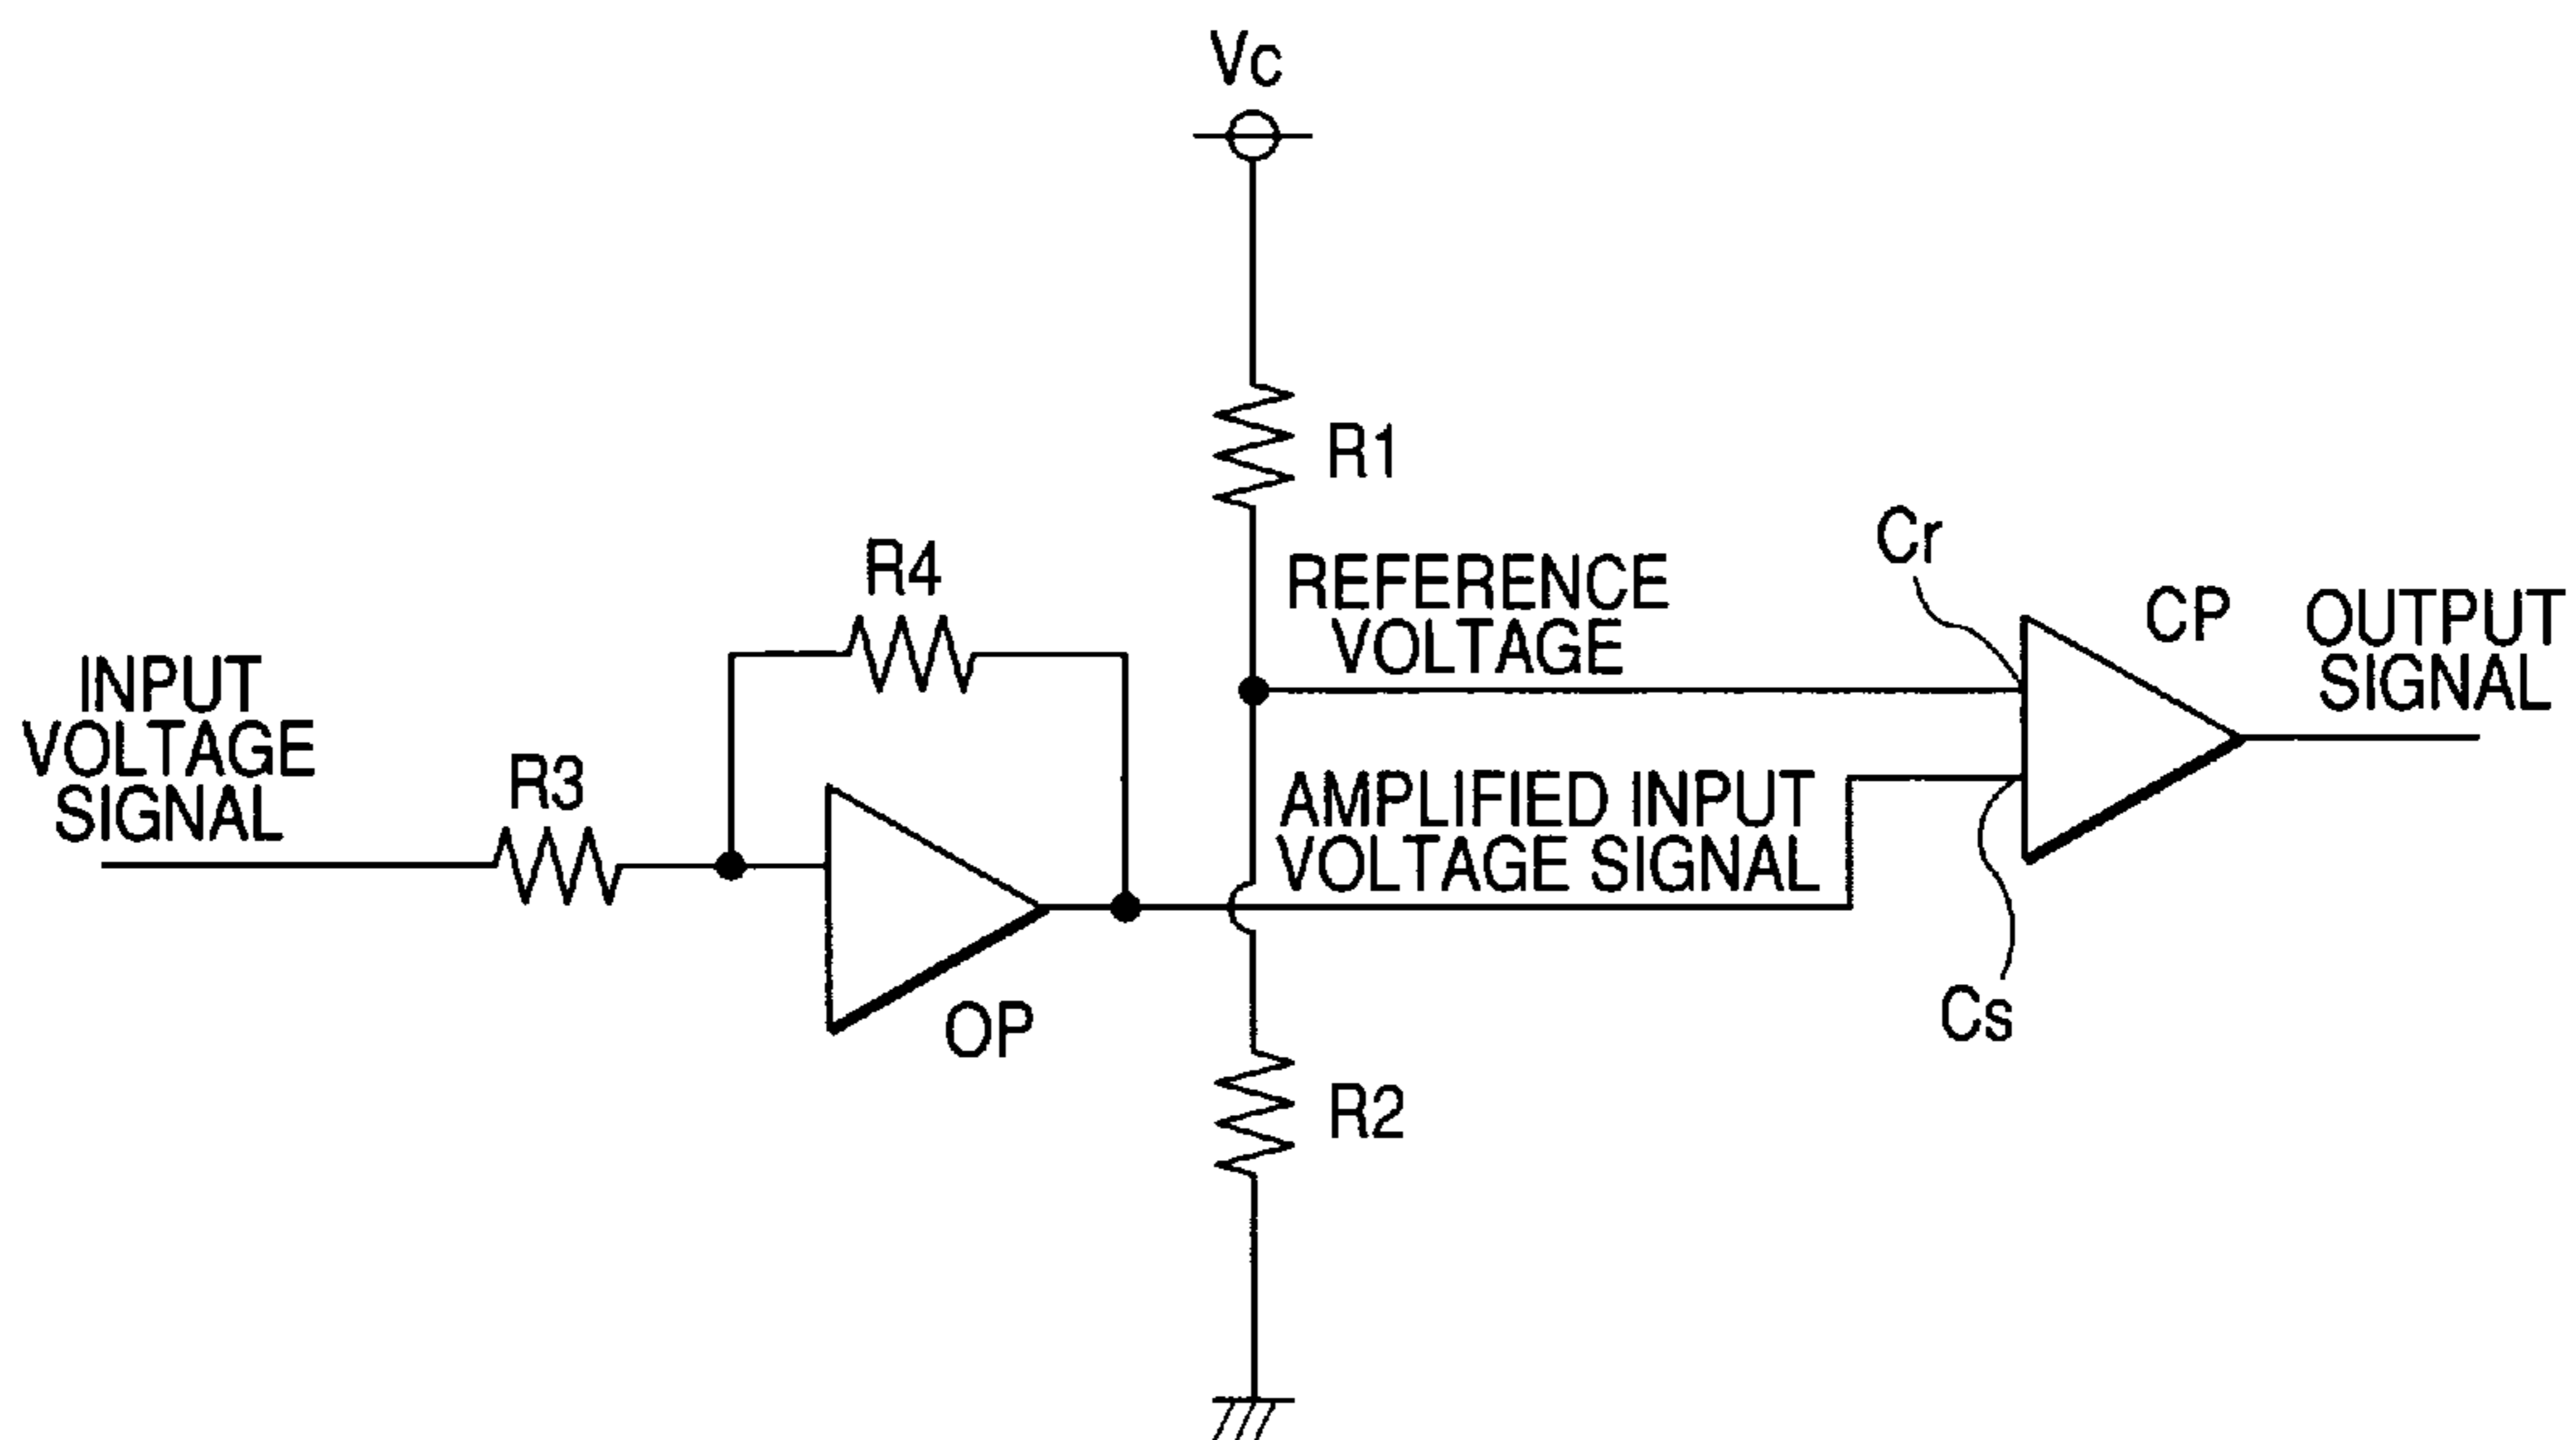 Vc
R1
R4
REFERENCE
VOLTAGE
Cr
CP
OUTPUT
SIGNAL
INPUT
VOLTAGE
SIGNAL
R3
AMPLIFIED INPUT
VOLTAGE SIGNAL
OP
Cs
R2